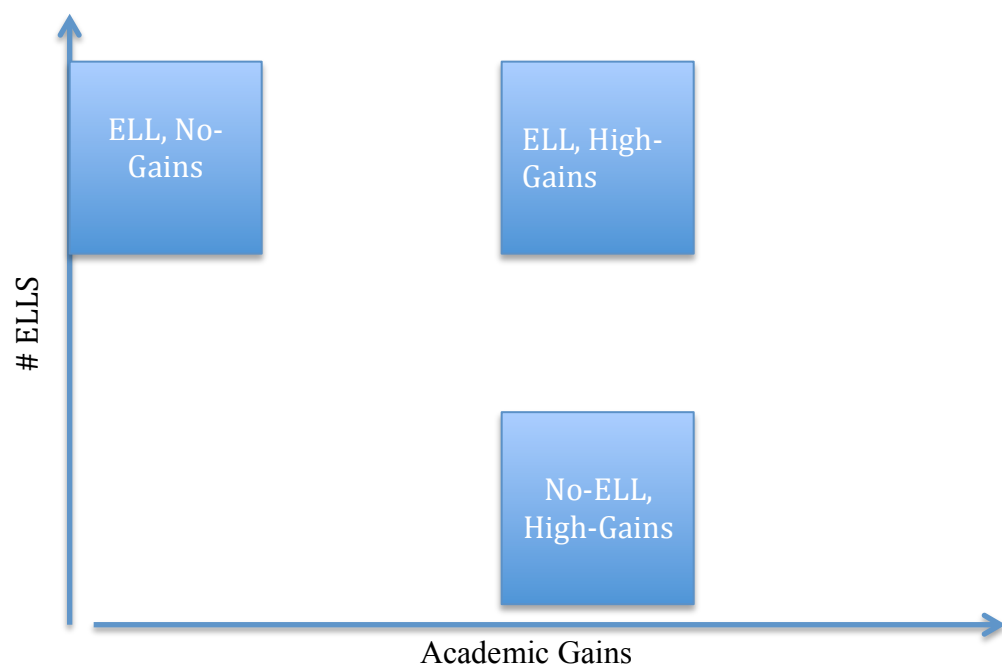 ELL, No-
Gains
ELL, High-
Gains
# ELLS
No-ELL,
High-Gains
Academic Gains